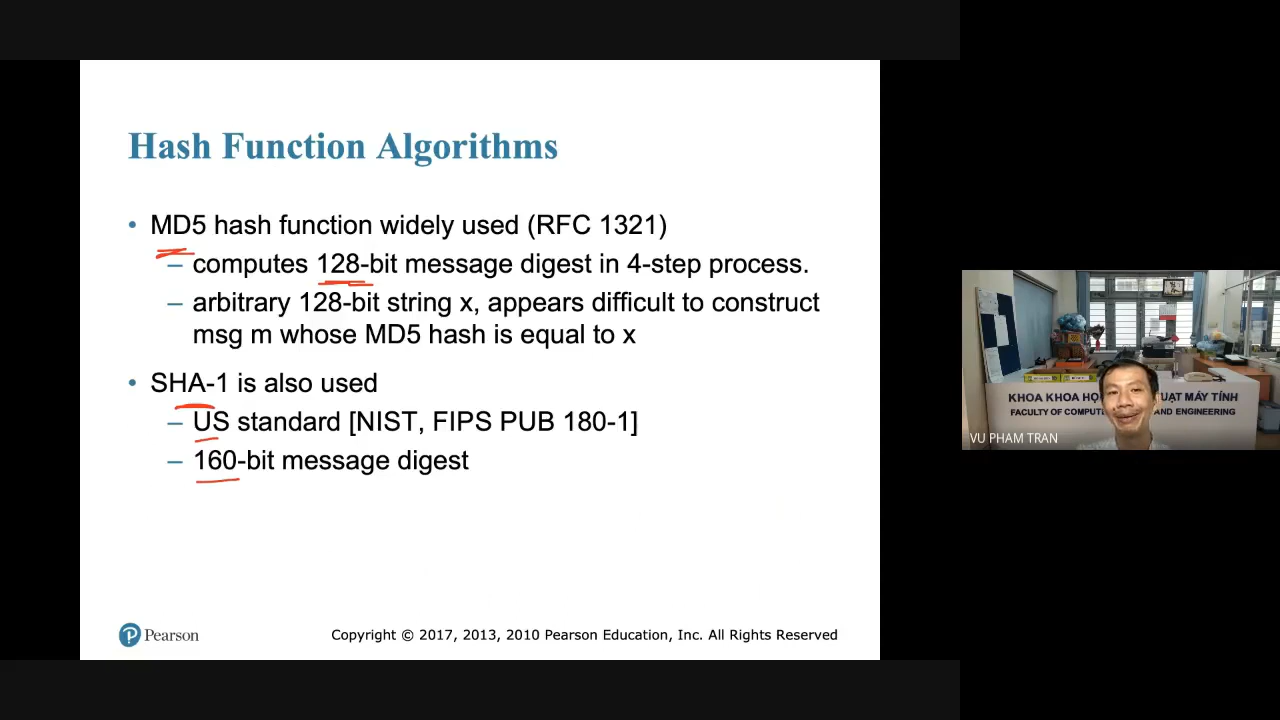 Hash Function Algorithms
• MD5 hash function widely used (RFC 1321)
– computes 128-bit message digest in 4-step process.
– arbitrary 128-bit string x, appears difficult to construct
msg m whose MD5 hash is equal to x
• SHA-1 is also used
– US standard [NIST, FIPS PUB 180-1]
– 160-bit message digest
Pearson
Copyright © 2017, 2013, 2010 Pearson Education, Inc. All Rights Reserved
KHOA KHOA HỌ UẬT MÁY TÍNH
FACULTY OF COMPUT AND ENGINEERING
VU PHAM TRAN